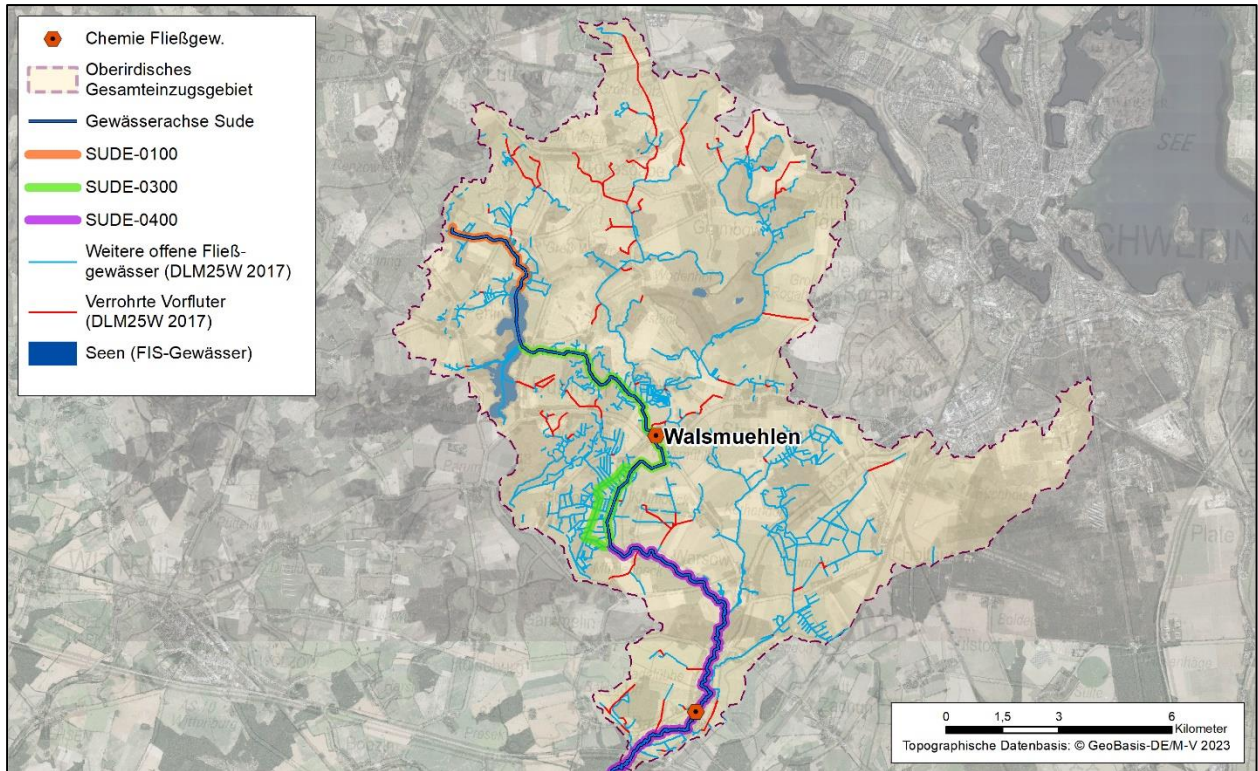 Chemie Fließgew.
Oberirdisches
Gesamteinzugsgebiet
Gewässerachse Sude
SUDE-0100
SUDE-0300
SUDE-0400
Weitere offene Fließ-
gewässer (DLM25W 2017)
Verrohrte Vorfluter
(DLM25W 2017)
Seen (FIS-Gewässer)
SEE
Walsmuehlen
Plate
0 1,5 3 6
Kilometer
Topographische Datenbasis: © GeoBasis-DE/M-V 2023